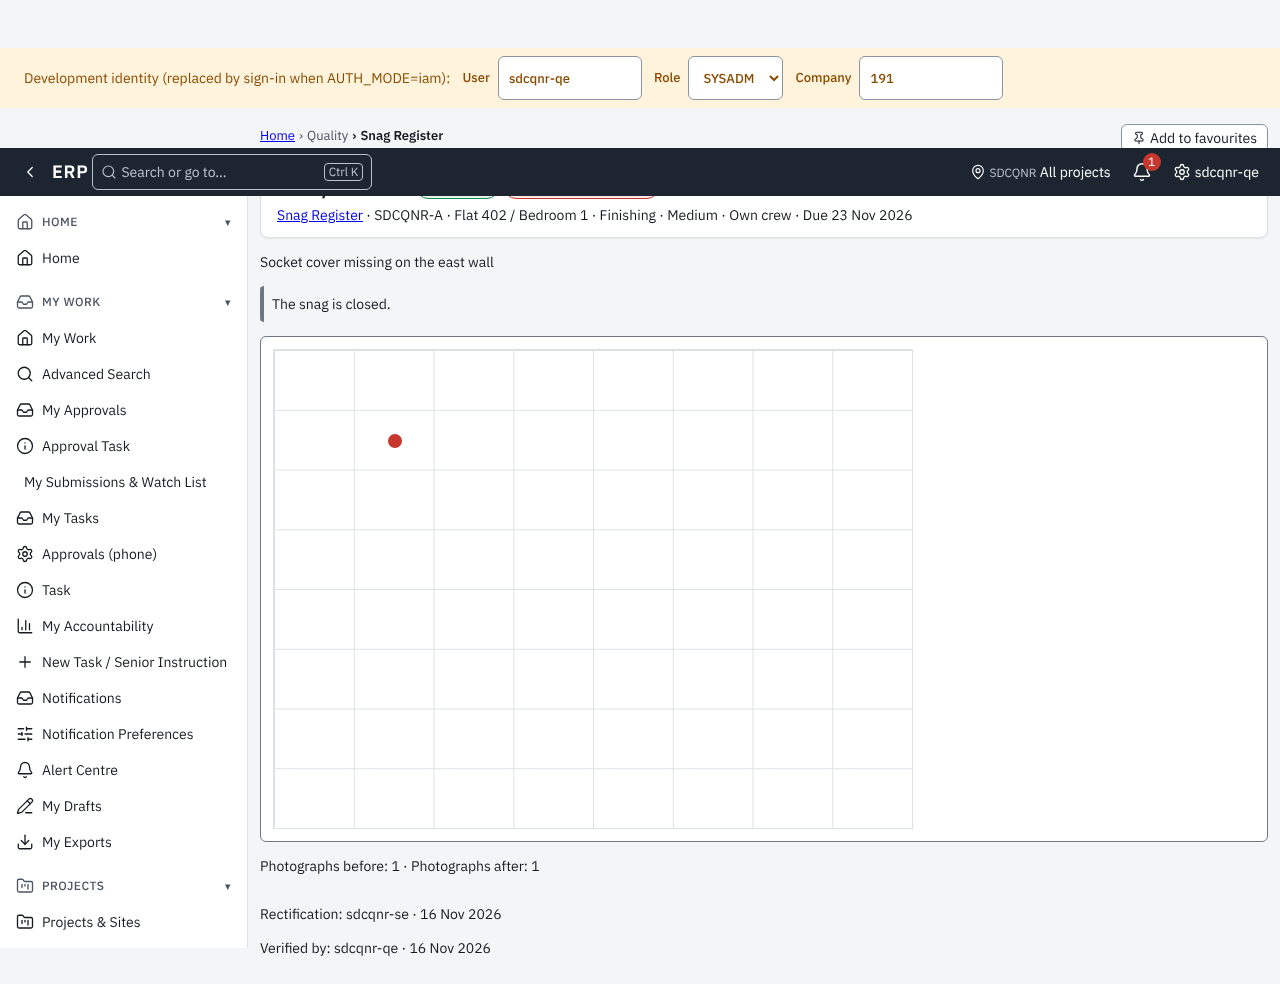 Development identity (replaced by sign-in when AUTH_MODE=iam): User sdcqnr-qe Role SYSADM Company 191
Home › Quality › Snag Register
Add to favourites
ERP Search or go to... Ctrl K
SDCQNR All projects
1
sdcqnr-qe
HOME
Home
MY WORK
My Work
Advanced Search
My Approvals
Approval Task
My Submissions & Watch List
My Tasks
Approvals (phone)
Task
My Accountability
New Task / Senior Instruction
Notifications
Notification Preferences
Alert Centre
My Drafts
My Exports
PROJECTS
Projects & Sites
Snag Register · SDCQNR-A · Flat 402 / Bedroom 1 · Finishing · Medium · Own crew · Due 23 Nov 2026
Socket cover missing on the east wall
The snag is closed.
Photographs before: 1 · Photographs after: 1
Rectification: sdcqnr-se · 16 Nov 2026
Verified by: sdcqnr-qe · 16 Nov 2026